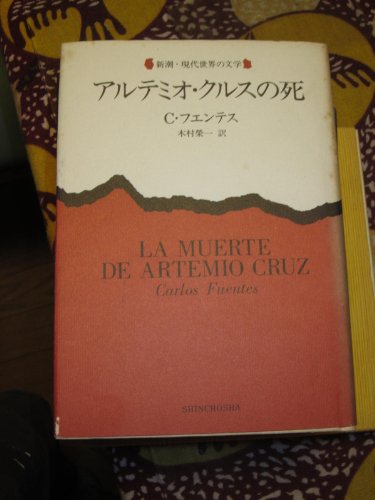 新潮・現代世界の文学
アルテミオ・クルスの死
C・フエンテス
木村榮一 訳
LA MUERTE
DE ARTEMIO CRUZ
Carlos Fuentes
SHINCHOSHA